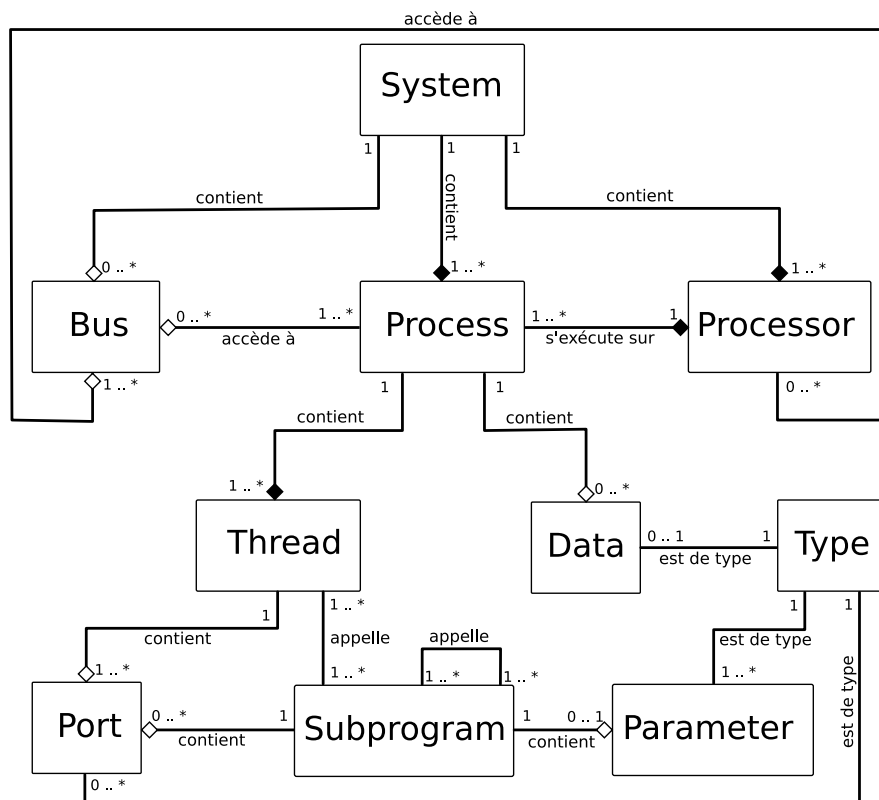 accède à
System
1
1
1
contient
contient
contient
0 .. *
1 .. *
1 .. *
Bus
0 .. *
accède à
1 .. *
Process
1 .. *
s'exécute sur
1
Processor
1 .. *
1
1
0 .. *
contient
contient
1 .. *
0 .. *
Thread
Data
0 .. 1
est de type
1
Type
1
1 .. *
1
1
contient
appelle
appelle
est de type
est de type
1 .. *
1 .. *
1 .. *
1 .. *
1 .. *
Port
0 .. *
contient
1
Subprogram
1
contient
0 .. 1
Parameter
0 .. *